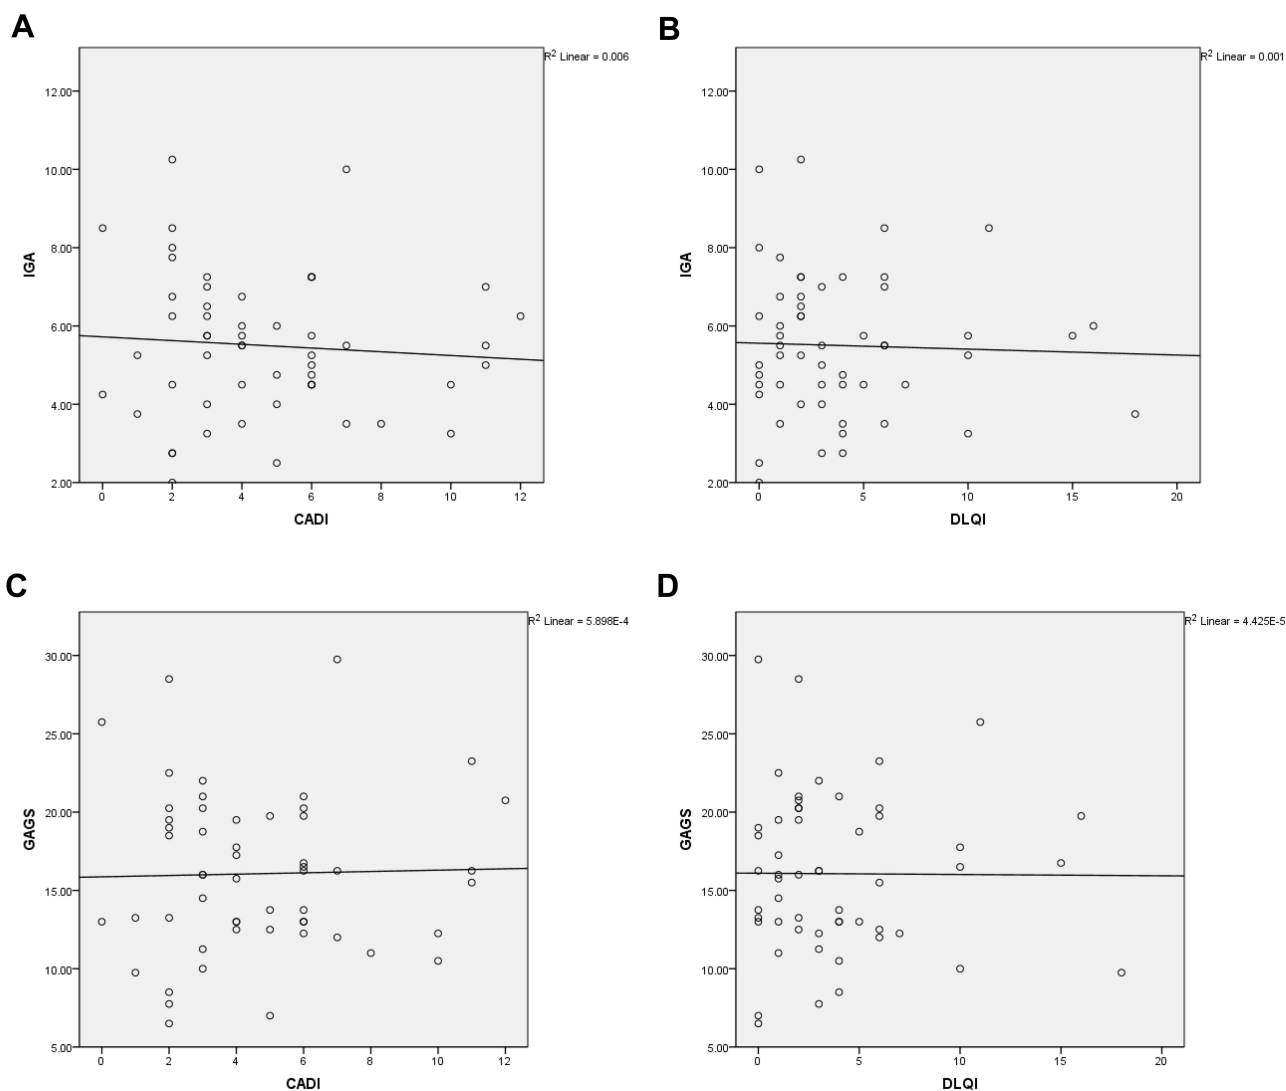 A
B
R² Linear = 0.006
R² Linear = 0.001
12.00
10.00
8.00
6.00
4.00
2.00
IGA
0 2 4 6 8 10 12
CADI
12.00
10.00
8.00
6.00
4.00
2.00
IGA
0 5 10 15 20
DLQI
C
D
R² Linear = 5.898E-4
R² Linear = 4.425E-5
30.00
25.00
20.00
15.00
10.00
5.00
GAGS
0 2 4 6 8 10 12
CADI
30.00
25.00
20.00
15.00
10.00
5.00
GAGS
0 5 10 15 20
DLQI